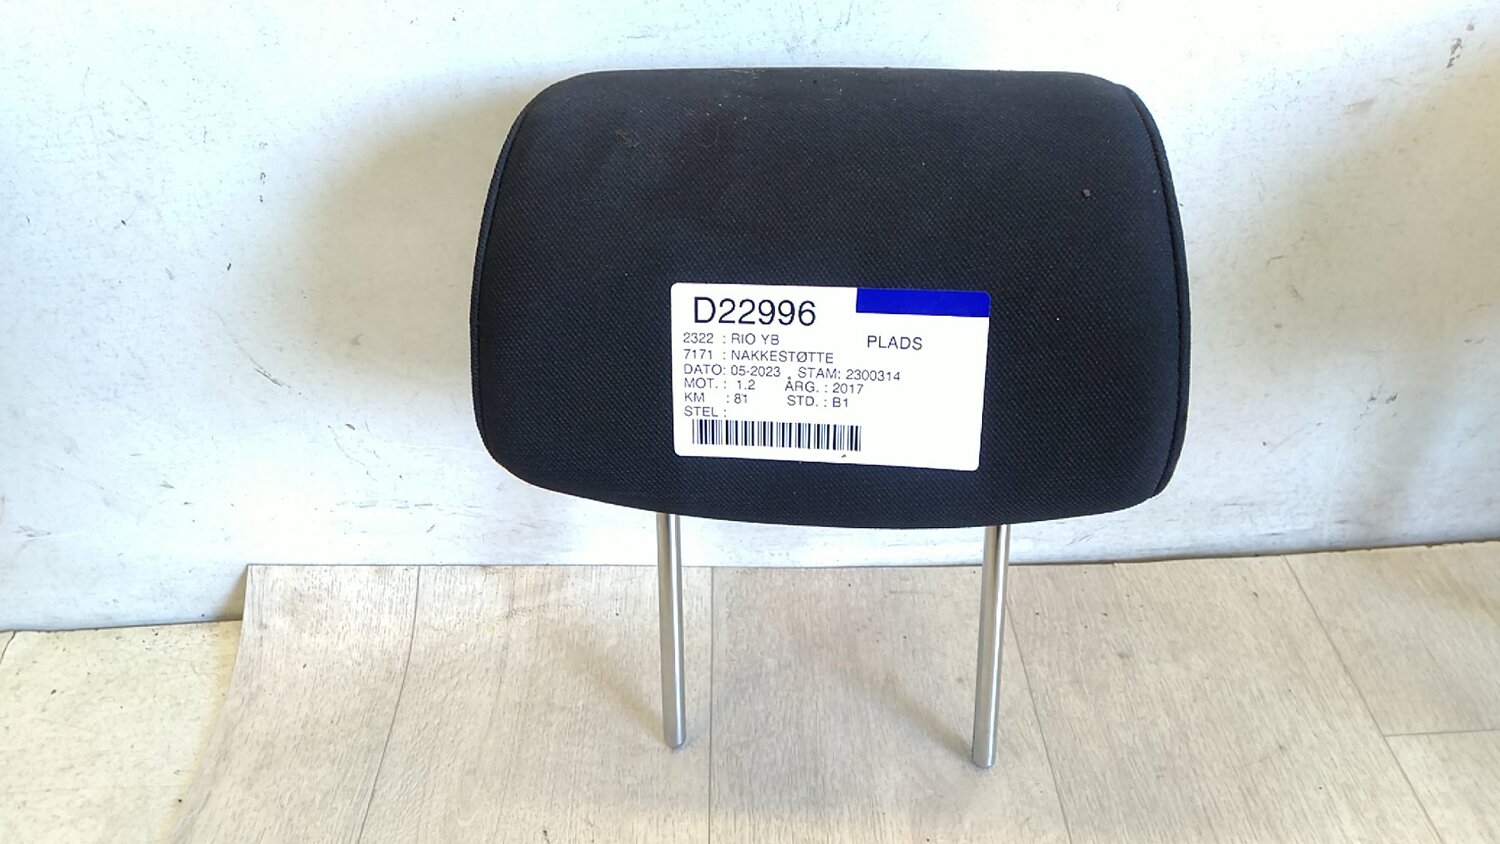 D22996
2322 : RIO YB PLADS
7171 : NAKKESTØTTE
DATO: 05-2023 STAM: 2300314
MOT. : 1.2 ÅRG. : 2017
KM : 81 STD. : B1
STEL :